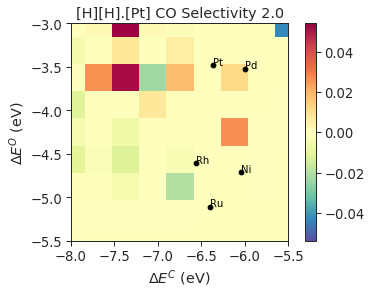 [H][H].[Pt] CO Selectivity 2.0
−3.0
−3.5
−4.0
−4.5
−5.0
−5.5
ΔE^O (eV)
Pt
Pd
Rh
Ni
Ru
−8.0 −7.5 −7.0 −6.5 −6.0 −5.5
ΔE^C (eV)
0.04
0.02
0.00
−0.02
−0.04